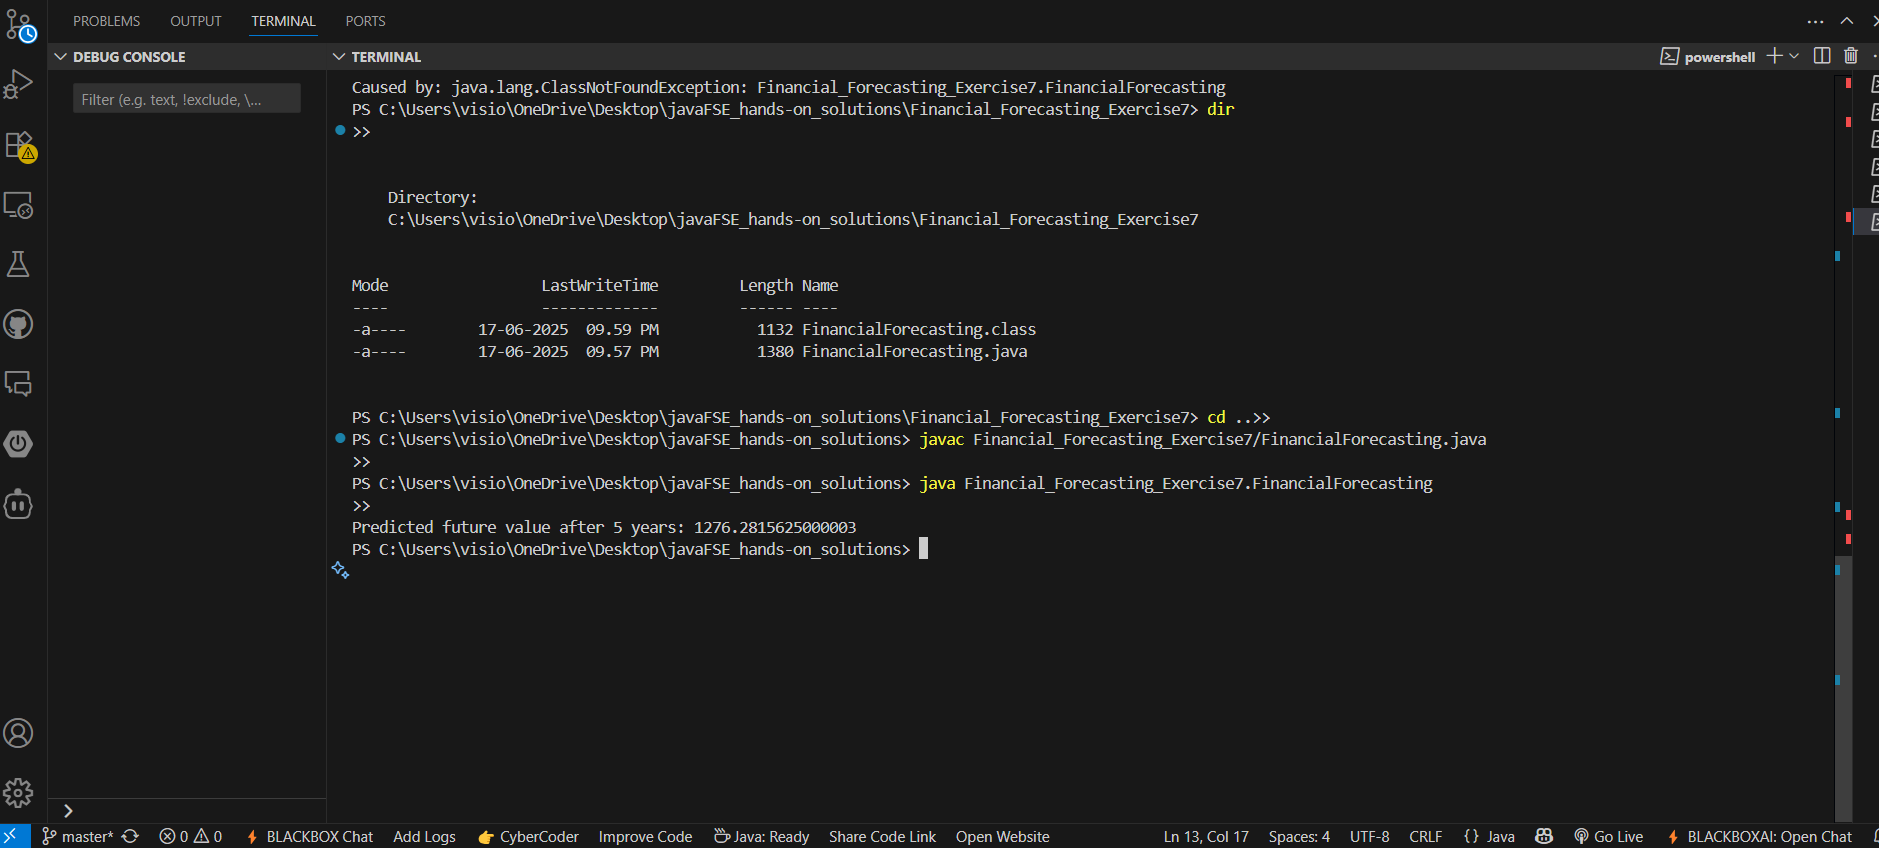 PROBLEMS OUTPUT TERMINAL PORTS
DEBUG CONSOLE
Filter (e.g. text, !exclude, \...
TERMINAL
powershell
Caused by: java.lang.ClassNotFoundException: Financial_Forecasting_Exercise7.FinancialForecasting
PS C:\Users\visio\OneDrive\Desktop\javaFSE_hands-on_solutions\Financial_Forecasting_Exercise7> dir
>>
Directory:
C:\Users\visio\OneDrive\Desktop\javaFSE_hands-on_solutions\Financial_Forecasting_Exercise7
Mode LastWriteTime Length Name
---- ------------- ------ ----
-a---- 17-06-2025 09.59 PM 1132 FinancialForecasting.class
-a---- 17-06-2025 09.57 PM 1380 FinancialForecasting.java
PS C:\Users\visio\OneDrive\Desktop\javaFSE_hands-on_solutions\Financial_Forecasting_Exercise7> cd ..>>
PS C:\Users\visio\OneDrive\Desktop\javaFSE_hands-on_solutions> javac Financial_Forecasting_Exercise7/FinancialForecasting.java
>>
PS C:\Users\visio\OneDrive\Desktop\javaFSE_hands-on_solutions> java Financial_Forecasting_Exercise7.FinancialForecasting
>>
Predicted future value after 5 years: 1276.2815625000003
PS C:\Users\visio\OneDrive\Desktop\javaFSE_hands-on_solutions>
master* 0 0 BLACKBOX Chat Add Logs CyberCoder Improve Code Java: Ready Share Code Link Open Website Ln 13, Col 17 Spaces: 4 UTF-8 CRLF {} Java Go Live BLACKBOXAI: Open Chat